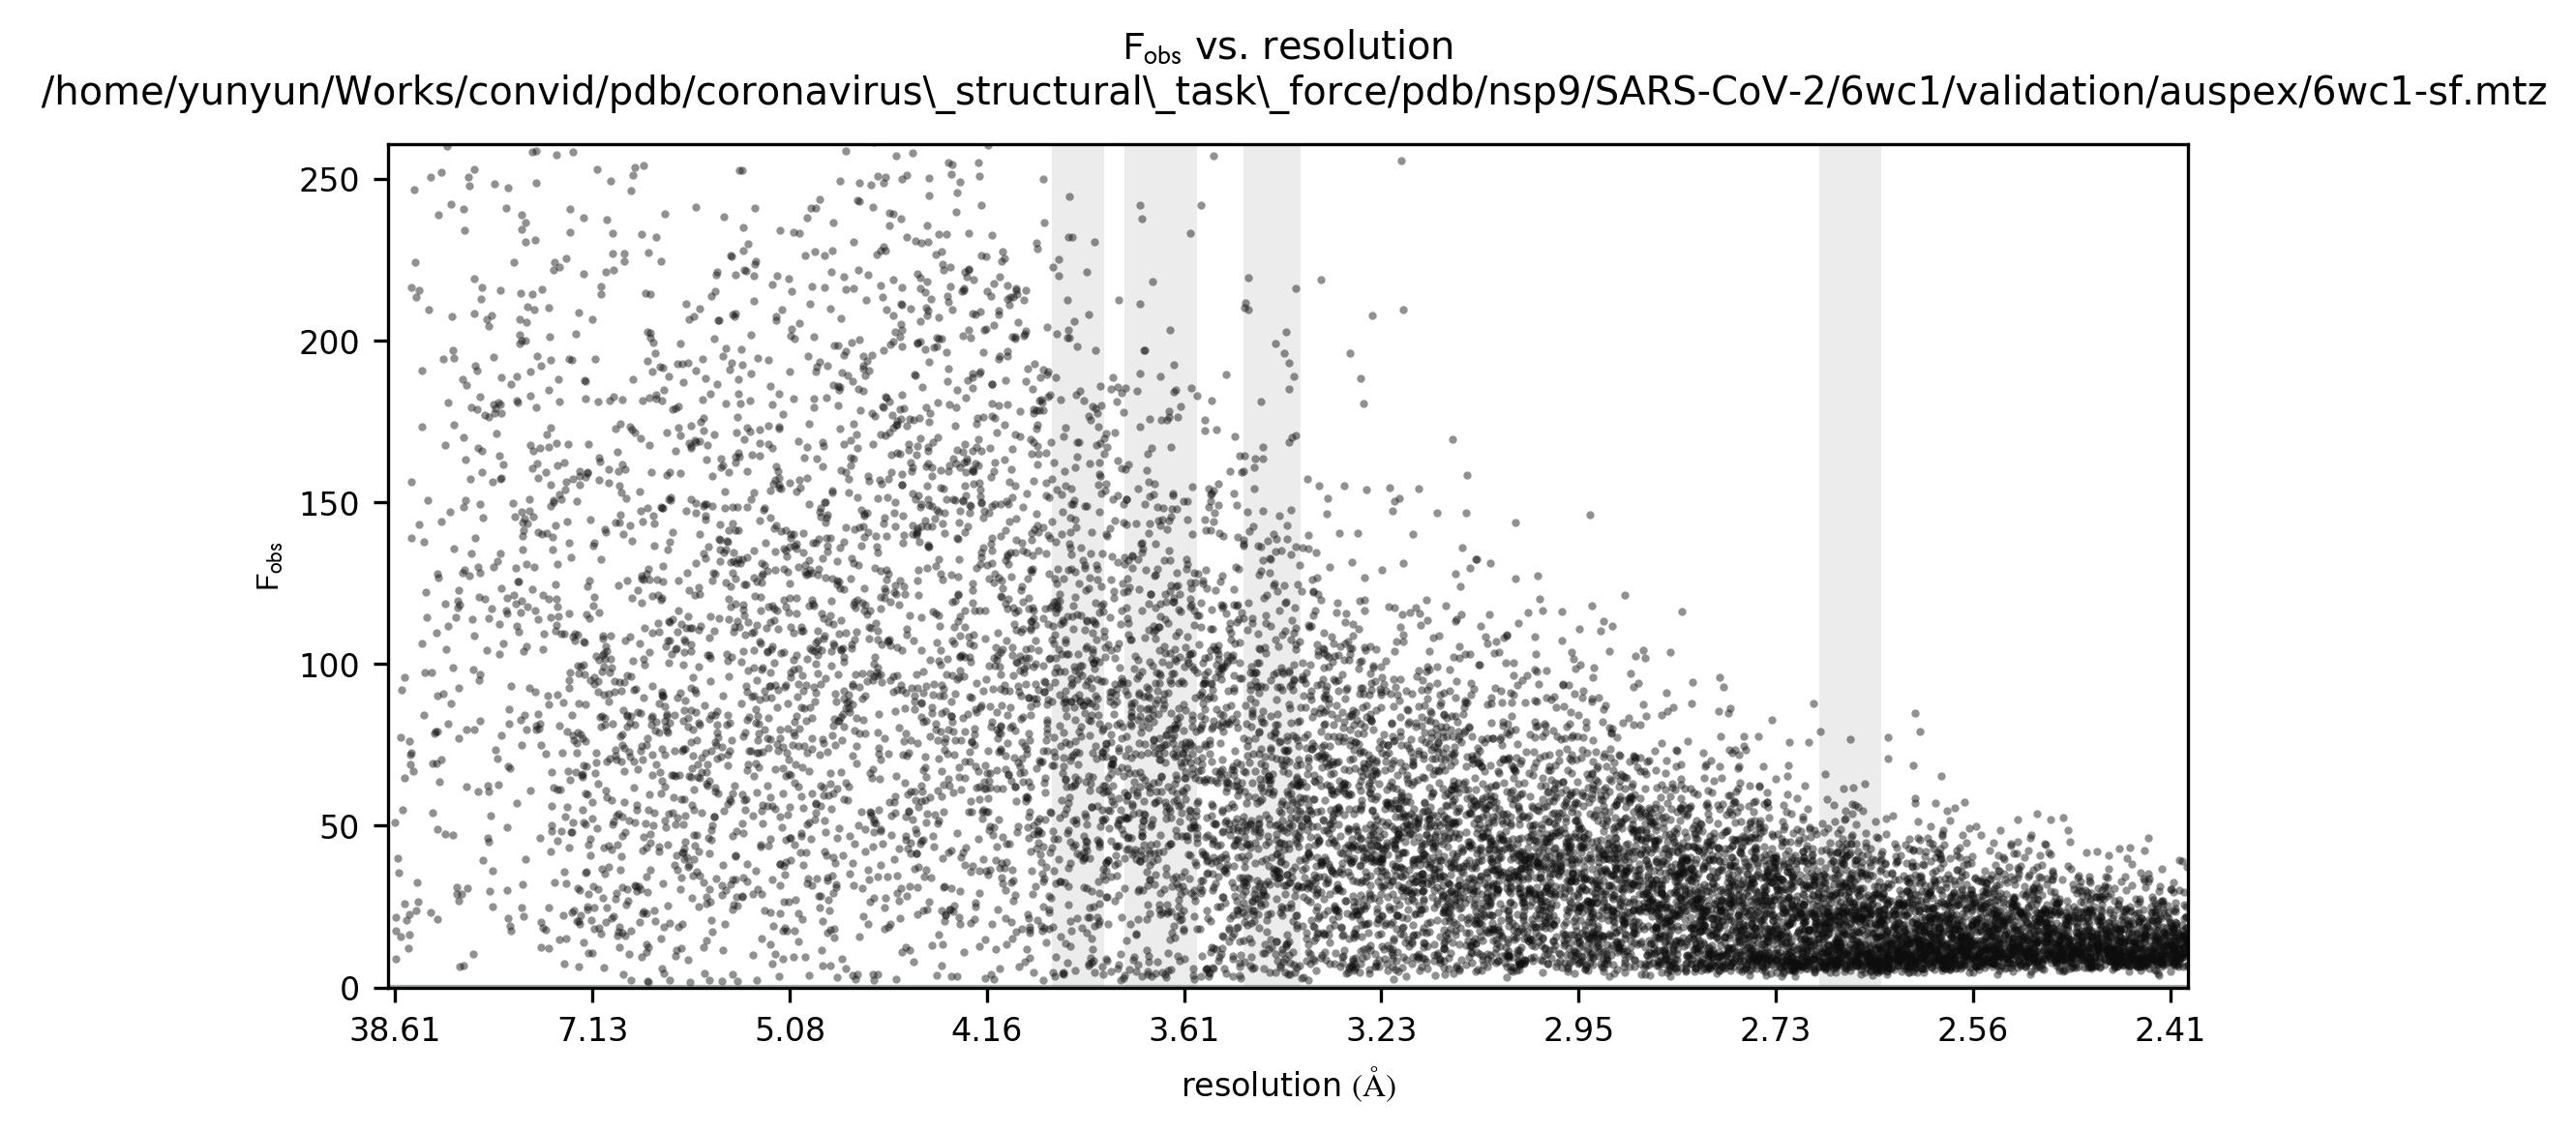 Fobs vs. resolution
/home/yunyun/Works/convid/pdb/coronavirus\_structural\_task\_force/pdb/nsp9/SARS-CoV-2/6wc1/validation/auspex/6wc1-sf.mtz
Fobs
250
200
150
100
50
0
38.61 7.13 5.08 4.16 3.61 3.23 2.95 2.73 2.56 2.41
resolution (Å)